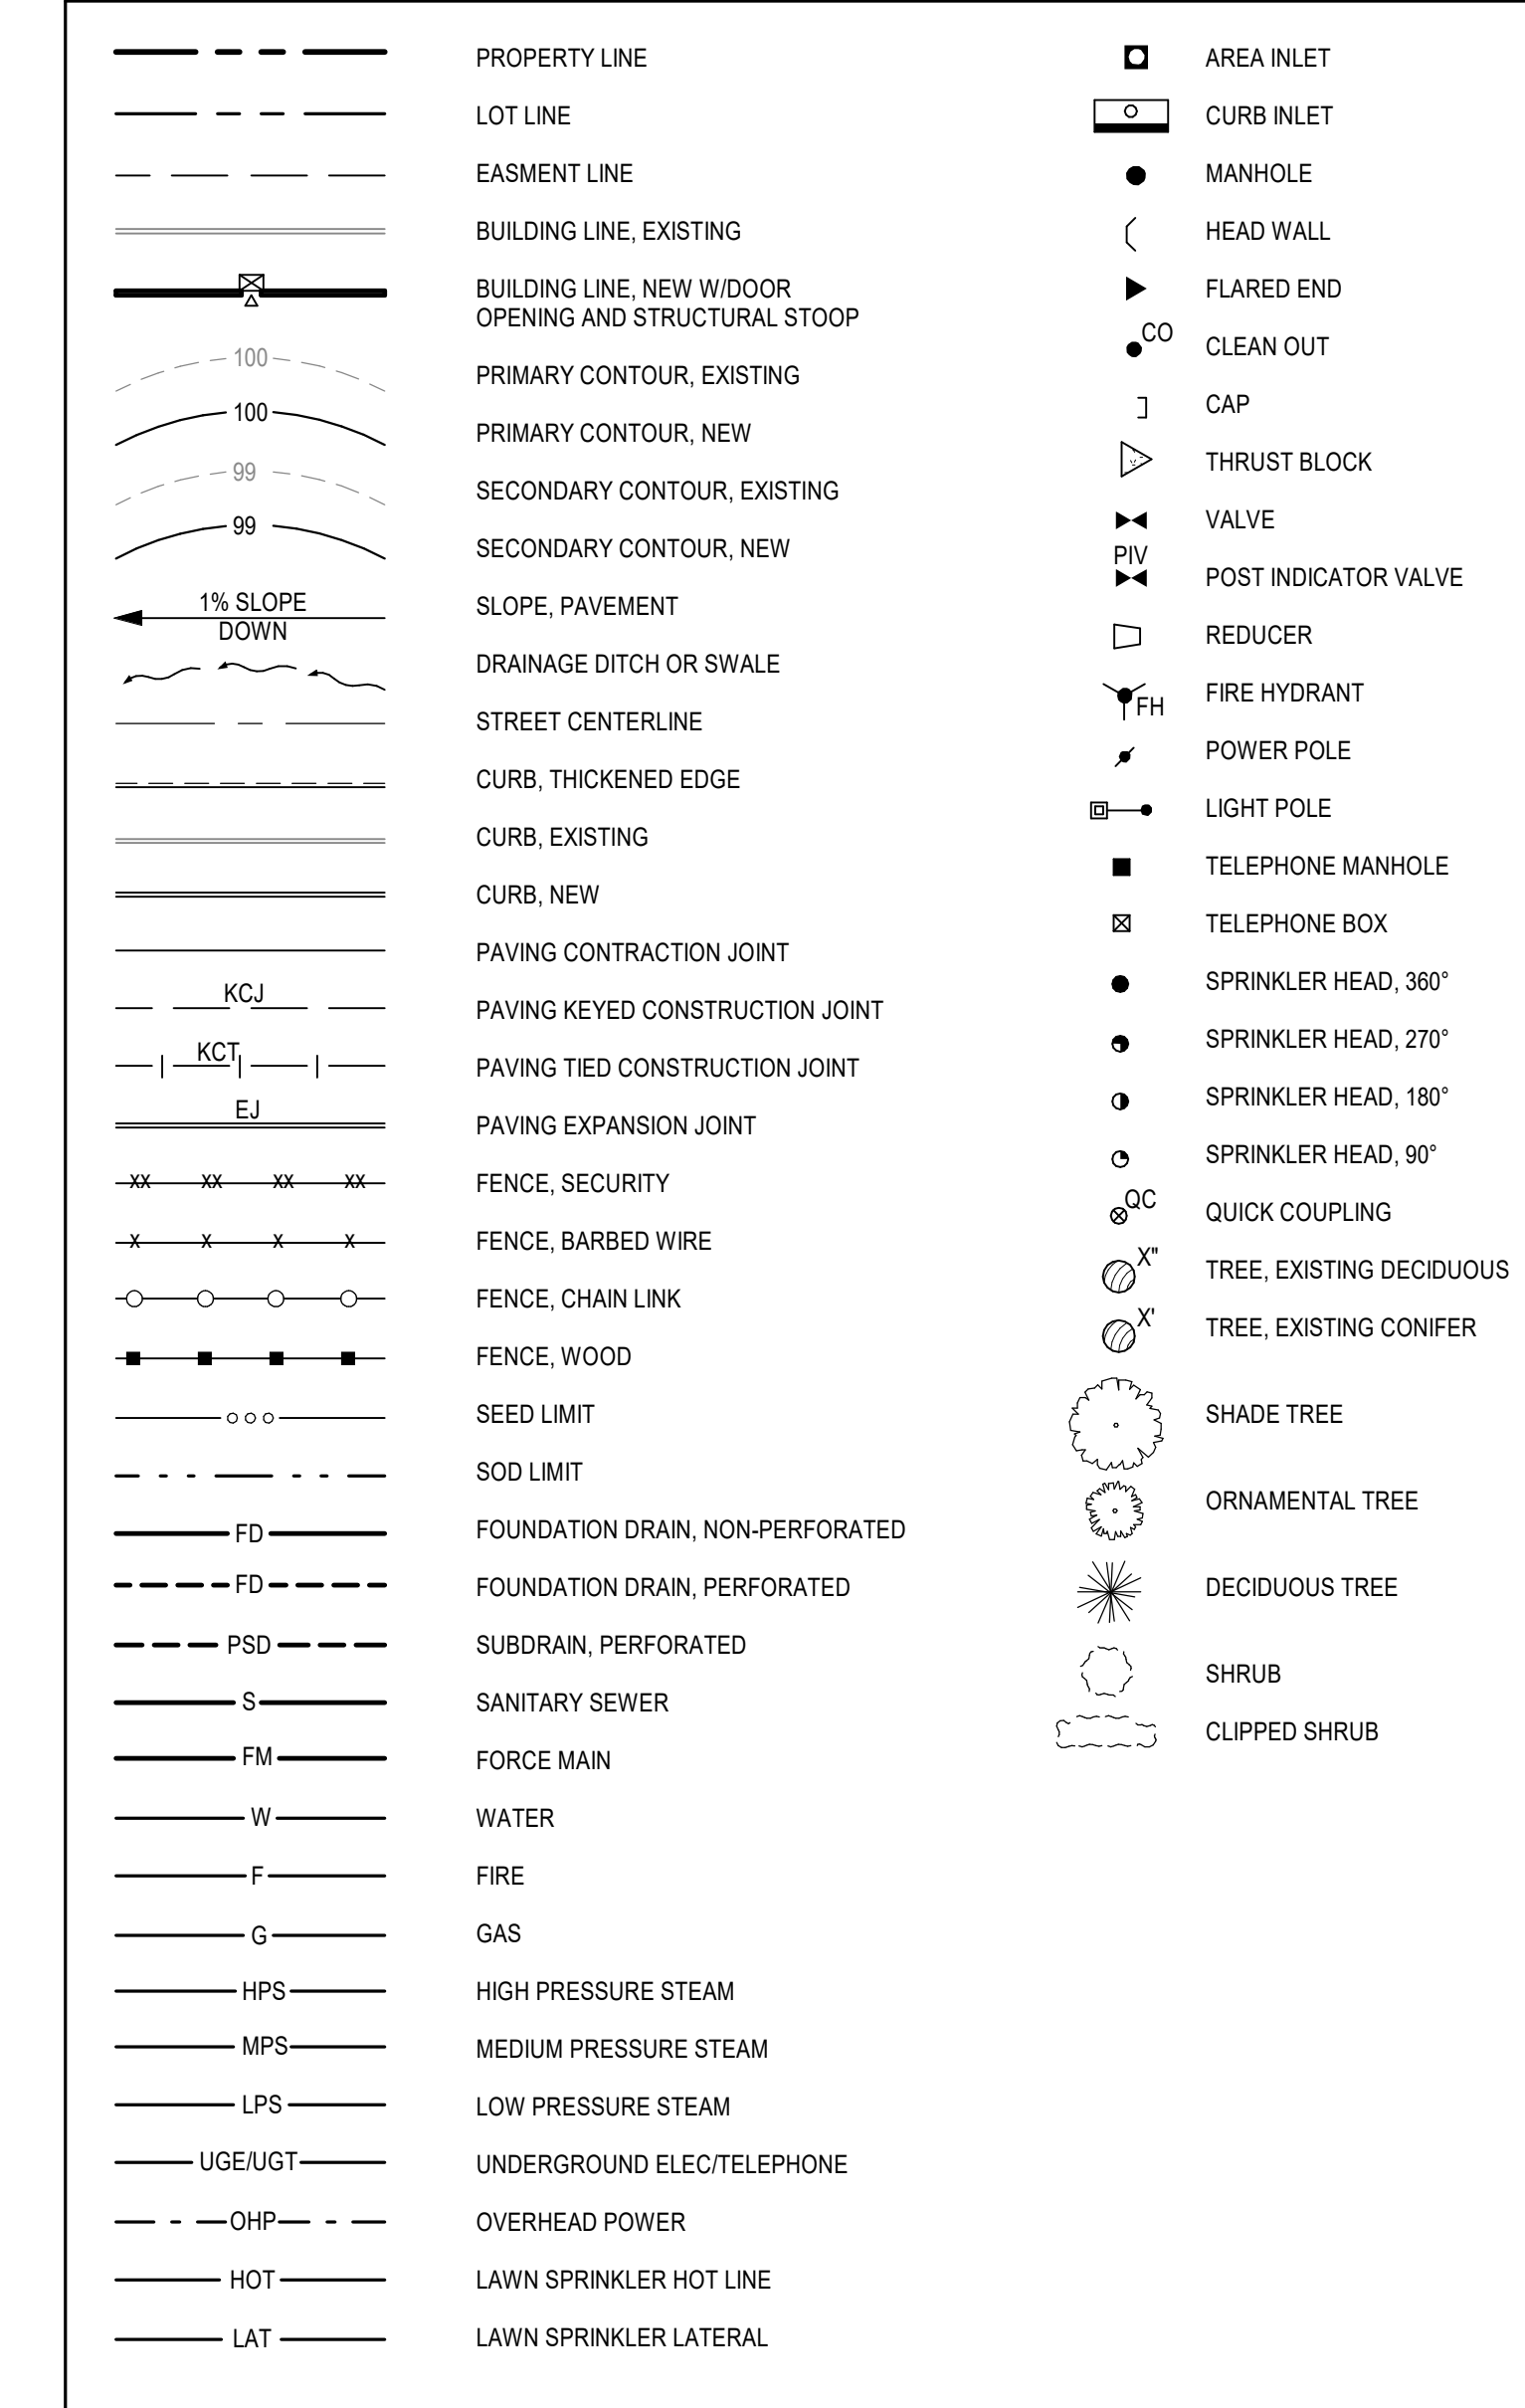 PROPERTY LINE
LOT LINE
EASMENT LINE
BUILDING LINE, EXISTING
BUILDING LINE, NEW W/DOOR
OPENING AND STRUCTURAL STOOP
100
PRIMARY CONTOUR, EXISTING
100
PRIMARY CONTOUR, NEW
99
SECONDARY CONTOUR, EXISTING
99
SECONDARY CONTOUR, NEW
1% SLOPE
DOWN
SLOPE, PAVEMENT
DRAINAGE DITCH OR SWALE
STREET CENTERLINE
CURB, THICKENED EDGE
CURB, EXISTING
CURB, NEW
PAVING CONTRACTION JOINT
KCJ
PAVING KEYED CONSTRUCTION JOINT
KCT
PAVING TIED CONSTRUCTION JOINT
EJ
PAVING EXPANSION JOINT
XX XX XX XX
FENCE, SECURITY
X X X X
FENCE, BARBED WIRE
FENCE, CHAIN LINK
FENCE, WOOD
SEED LIMIT
SOD LIMIT
FD
FOUNDATION DRAIN, NON-PERFORATED
FD
FOUNDATION DRAIN, PERFORATED
PSD
SUBDRAIN, PERFORATED
S
SANITARY SEWER
FM
FORCE MAIN
W
WATER
F
FIRE
G
GAS
HPS
HIGH PRESSURE STEAM
MPS
MEDIUM PRESSURE STEAM
LPS
LOW PRESSURE STEAM
UGE/UGT
UNDERGROUND ELEC/TELEPHONE
OHP
OVERHEAD POWER
HOT
LAWN SPRINKLER HOT LINE
LAT
LAWN SPRINKLER LATERAL
AREA INLET
CURB INLET
MANHOLE
HEAD WALL
FLARED END
CO
CLEAN OUT
CAP
THRUST BLOCK
VALVE
PIV
POST INDICATOR VALVE
REDUCER
FH
FIRE HYDRANT
POWER POLE
LIGHT POLE
TELEPHONE MANHOLE
TELEPHONE BOX
SPRINKLER HEAD, 360°
SPRINKLER HEAD, 270°
SPRINKLER HEAD, 180°
SPRINKLER HEAD, 90°
QC
QUICK COUPLING
X"
TREE, EXISTING DECIDUOUS
X'
TREE, EXISTING CONIFER
SHADE TREE
ORNAMENTAL TREE
DECIDUOUS TREE
SHRUB
CLIPPED SHRUB